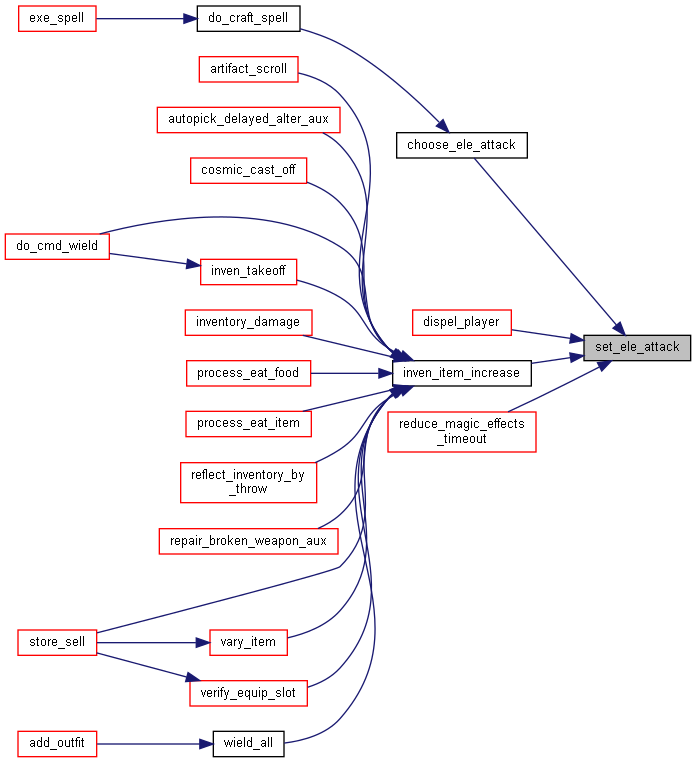 exe_spell
do_craft_spell
artifact_scroll
autopick_delayed_alter_aux
choose_ele_attack
cosmic_cast_off
do_cmd_wield
inven_takeoff
inventory_damage
dispel_player
set_ele_attack
process_eat_food
inven_item_increase
process_eat_item
reduce_magic_effects
_timeout
reflect_inventory_by
_throw
repair_broken_weapon_aux
store_sell
vary_item
verify_equip_slot
add_outfit
wield_all